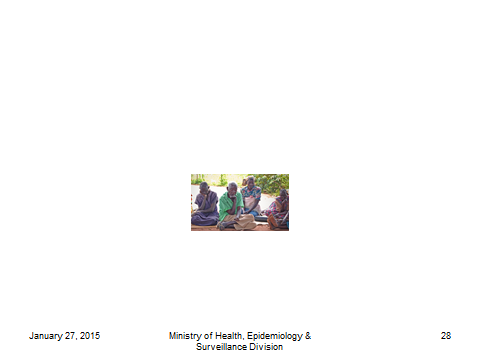 January 27, 2015
Ministry of Health, Epidemiology &
Surveillance Division
28